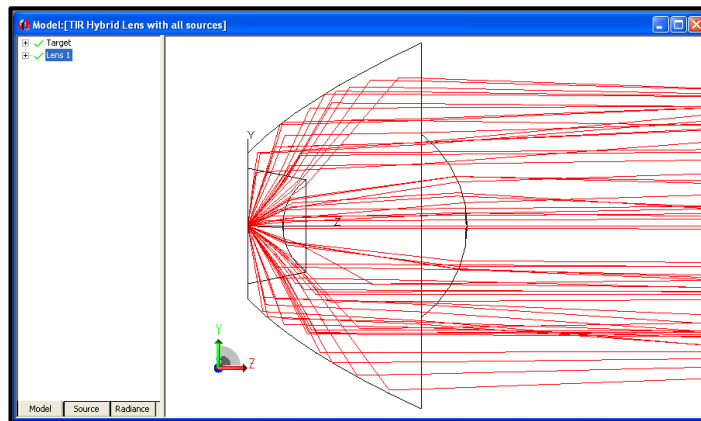 Model:[TIR Hybrid Lens with all sources]
Target
Lens 1
Y
Z
Y
Z
Model Source Radiance